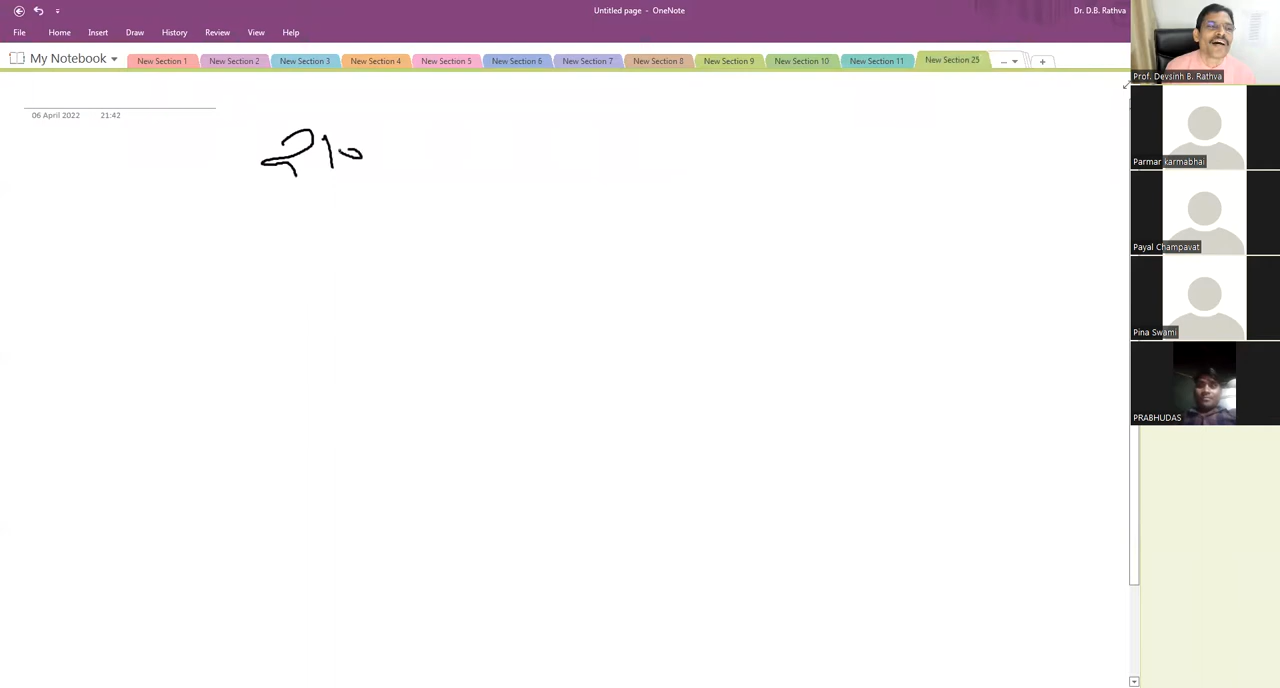 Untitled page - OneNote
Dr. D.B. Rathva
File Home Insert Draw History Review View Help
My Notebook
New Section 1 New Section 2 New Section 3 New Section 4 New Section 5 New Section 6 New Section 7 New Section 8 New Section 9 New Section 10 New Section 11 New Section 25 ... +
06 April 2022 21:42
Prof. Devsinh B. Rathva
Parmar karmabhai
Payal Champavat
Pina Swami
PRABHUDAS